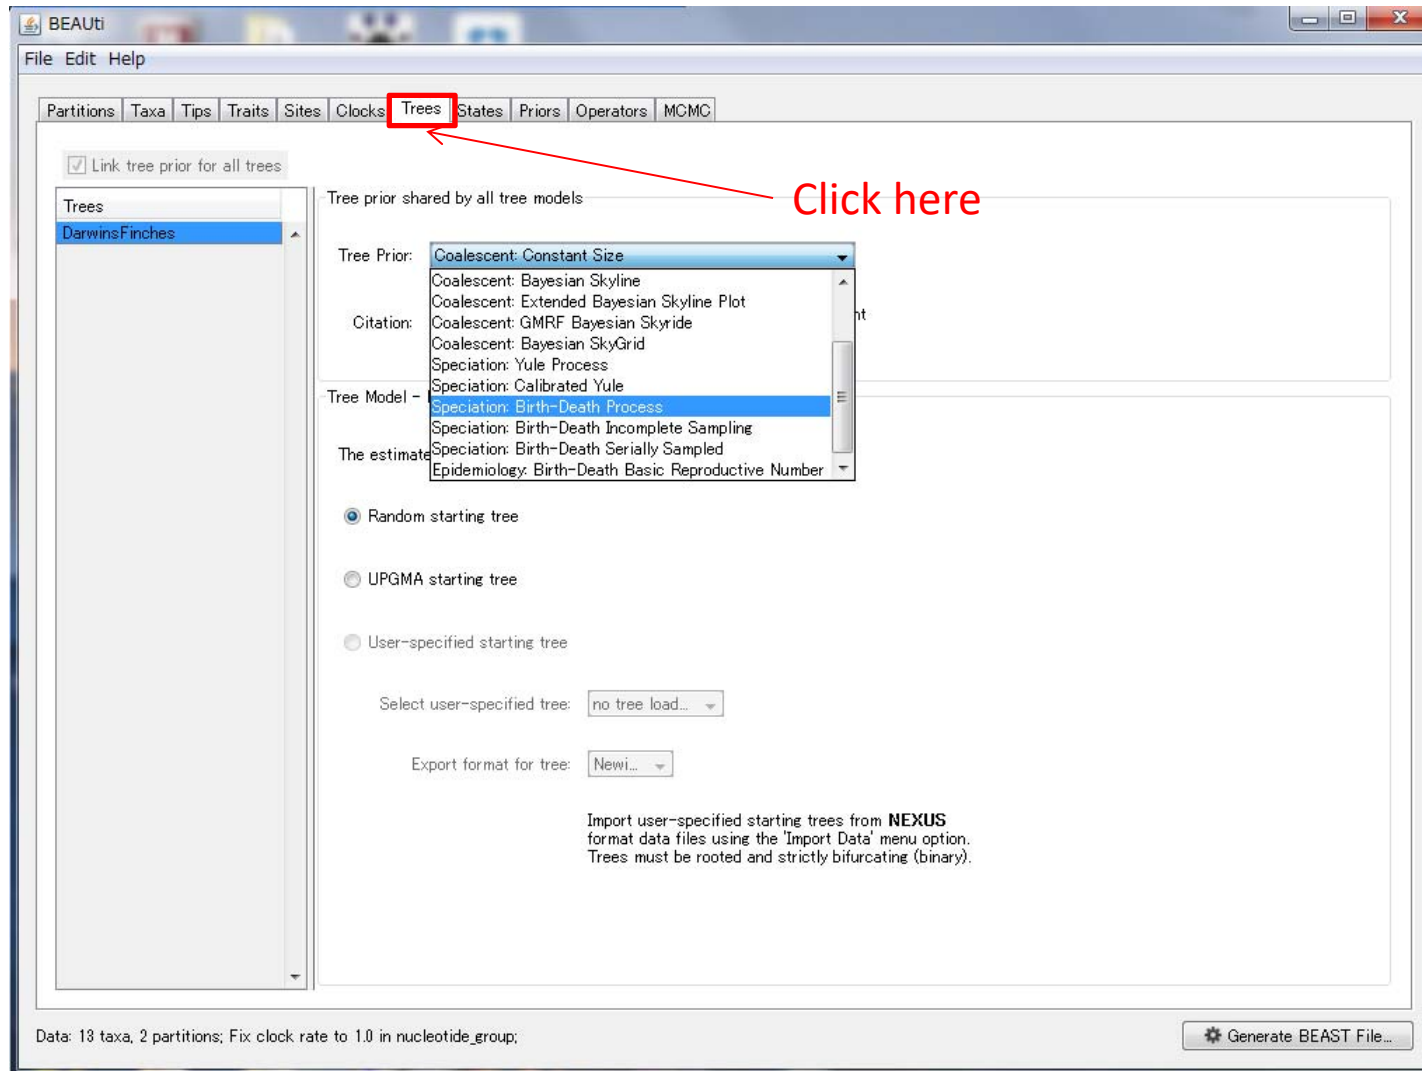 BEAUti
File Edit Help
Partitions Taxa Tips Traits Sites Clocks Trees States Priors Operators MCMC
Link tree prior for all trees
Click here
Trees
DarwinsFinches
Tree prior shared by all tree models
Tree Prior: Coalescent: Constant Size
Coalescent: Bayesian Skyline
Coalescent: Extended Bayesian Skyline Plot
Citation: Coalescent: GMRF Bayesian Skyride
Coalescent: Bayesian SkyGrid
Speciation: Yule Process
Speciation: Calibrated Yule
Tree Model -
Speciation: Birth-Death Process
Speciation: Birth-Death Incomplete Sampling
The estimate Speciation: Birth-Death Serially Sampled
Epidemiology: Birth-Death Basic Reproductive Number
Random starting tree
UPGMA starting tree
User-specified starting tree
Select user-specified tree: no tree load...
Export format for tree: Newi...
Import user-specified starting trees from NEXUS
format data files using the 'Import Data' menu option.
Trees must be rooted and strictly bifurcating (binary).
Data: 13 taxa, 2 partitions; Fix clock rate to 1.0 in nucleotide_group;
Generate BEAST File...